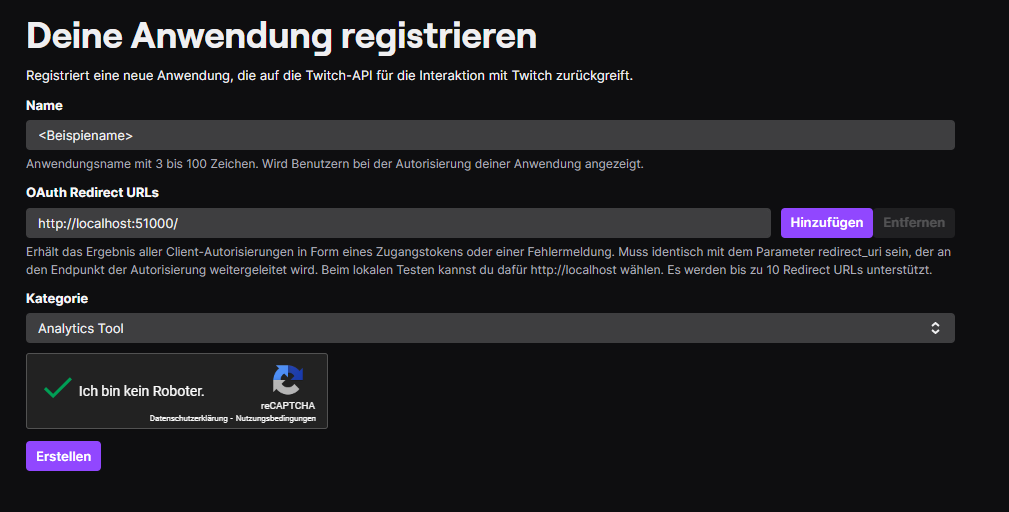 Deine Anwendung registrieren
Registriert eine neue Anwendung, die auf die Twitch-API für die Interaktion mit Twitch zurückgreift.
Name
<Beispiename>
Anwendungsname mit 3 bis 100 Zeichen. Wird Benutzern bei der Autorisierung deiner Anwendung angezeigt.
OAuth Redirect URLs
http://localhost:51000/
Hinzufügen
Entfernen
Erhält das Ergebnis aller Client-Autorisierungen in Form eines Zugangstokens oder einer Fehlermeldung. Muss identisch mit dem Parameter redirect_uri sein, der an
den Endpunkt der Autorisierung weitergeleitet wird. Beim lokalen Testen kannst du dafür http://localhost wählen. Es werden bis zu 10 Redirect URLs unterstützt.
Kategorie
Analytics Tool
Ich bin kein Roboter.
reCAPTCHA
Datenschutzerklärung - Nutzungsbedingungen
Erstellen